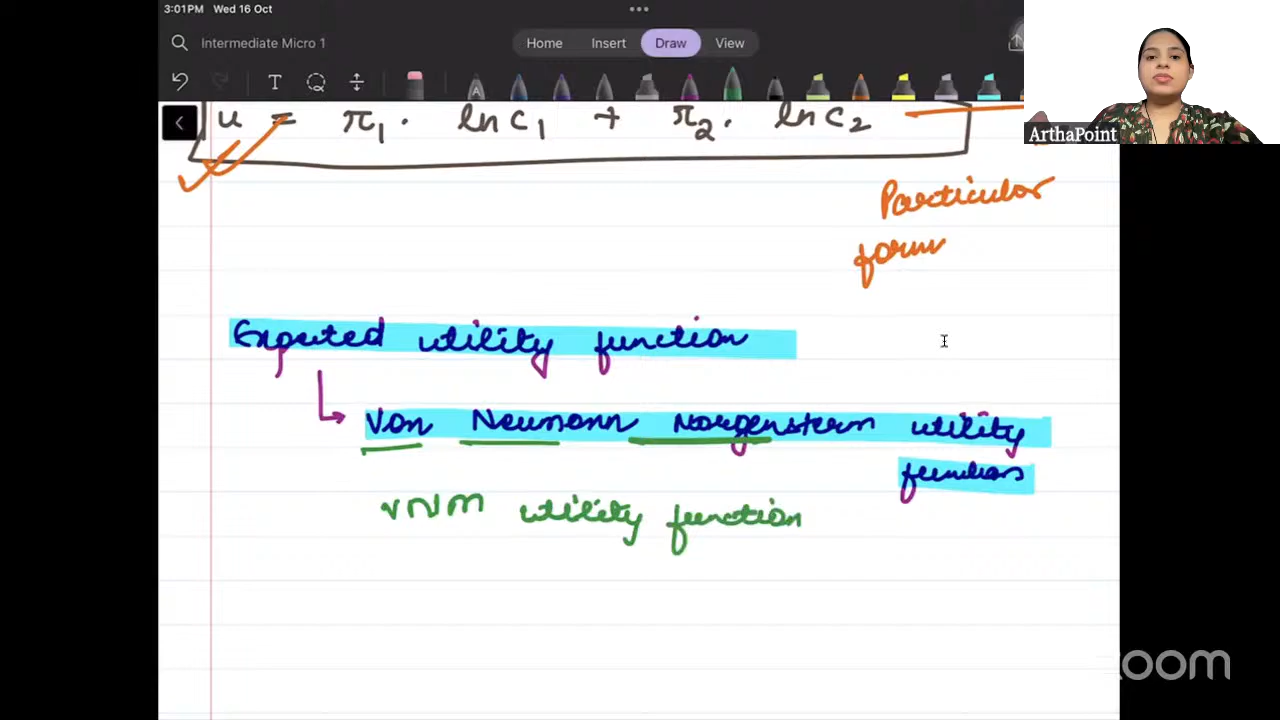 3:01PM Wed 16 Oct
Intermediate Micro 1
Home Insert Draw View
ArthaPoint
u = π1 . ln c1 + π2 . ln c2
Particular
form
Expected utility function
Von Neumann Norgenstern utility
function
VNM utility function
zoom